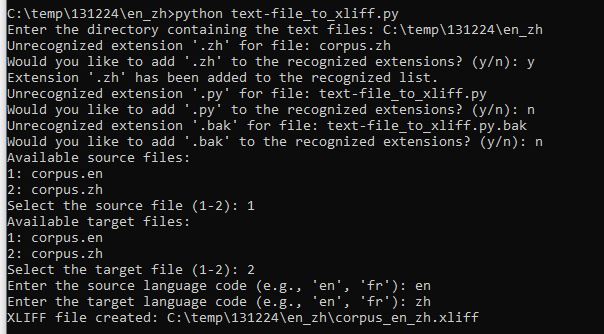 C:\temp\131224\en_zh>python text-file_to_xliff.py
Enter the directory containing the text files: C:\temp\131224\en_zh
Unrecognized extension '.zh' for file: corpus.zh
Would you like to add '.zh' to the recognized extensions? (y/n): y
Extension '.zh' has been added to the recognized list.
Unrecognized extension '.py' for file: text-file_to_xliff.py
Would you like to add '.py' to the recognized extensions? (y/n): n
Unrecognized extension '.bak' for file: text-file_to_xliff.py.bak
Would you like to add '.bak' to the recognized extensions? (y/n): n
Available source files:
1: corpus.en
2: corpus.zh
Select the source file (1-2): 1
Available target files:
1: corpus.en
2: corpus.zh
Select the target file (1-2): 2
Enter the source language code (e.g., 'en', 'fr'): en
Enter the target language code (e.g., 'en', 'fr'): zh
XLIFF file created: C:\temp\131224\en_zh\corpus_en_zh.xliff